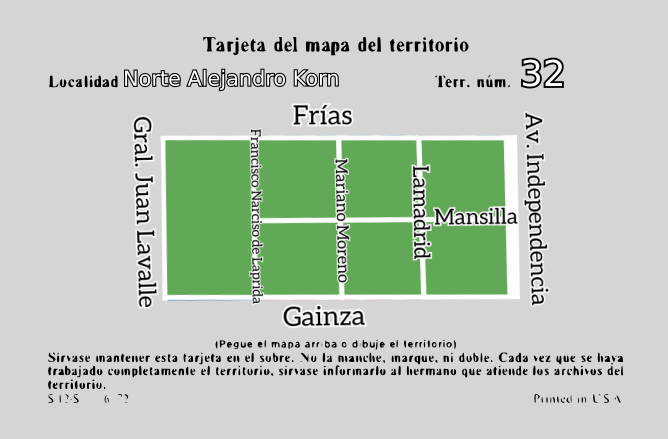 Tarjeta del mapa del territorio
Localidad Norte Alejandro Korn Terr. núm. 32
Frías
Gral. Juan Lavalle
Francisco Narciso de Laprida
Mariano Moreno
Lamadrid
Mansilla
Av. Independencia
Gainza
(Pegue el mapa arriba o dibuje el territorio)
Sírvase mantener esta tarjeta en el sobre. No la manche, marque, ni doble. Cada vez que se haya
trabajado completamente el territorio, sírvase informarlo al hermano que atiende los archivos del
territorio.
S-12-S 6/72 Printed in U.S.A.